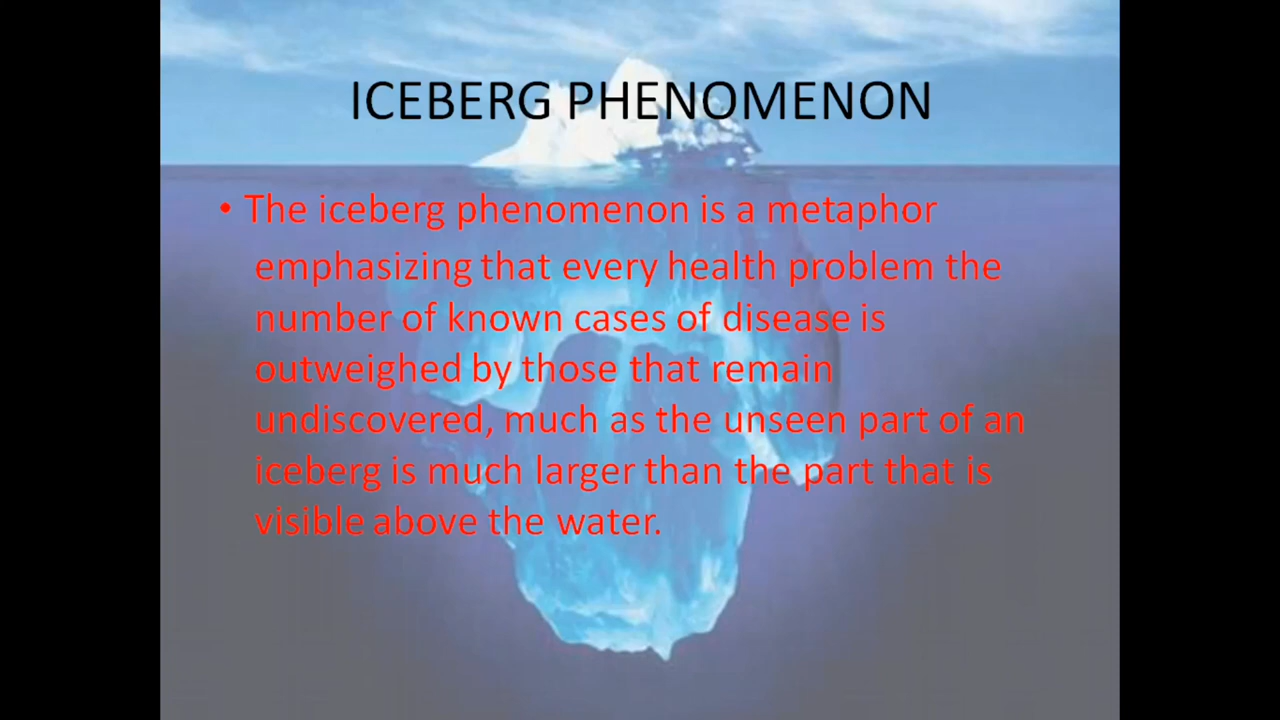 ICEBERG PHENOMENON
• The iceberg phenomenon is a metaphor
emphasizing that every health problem the
number of known cases of disease is
outweighed by those that remain
undiscovered, much as the unseen part of an
iceberg is much larger than the part that is
visible above the water.